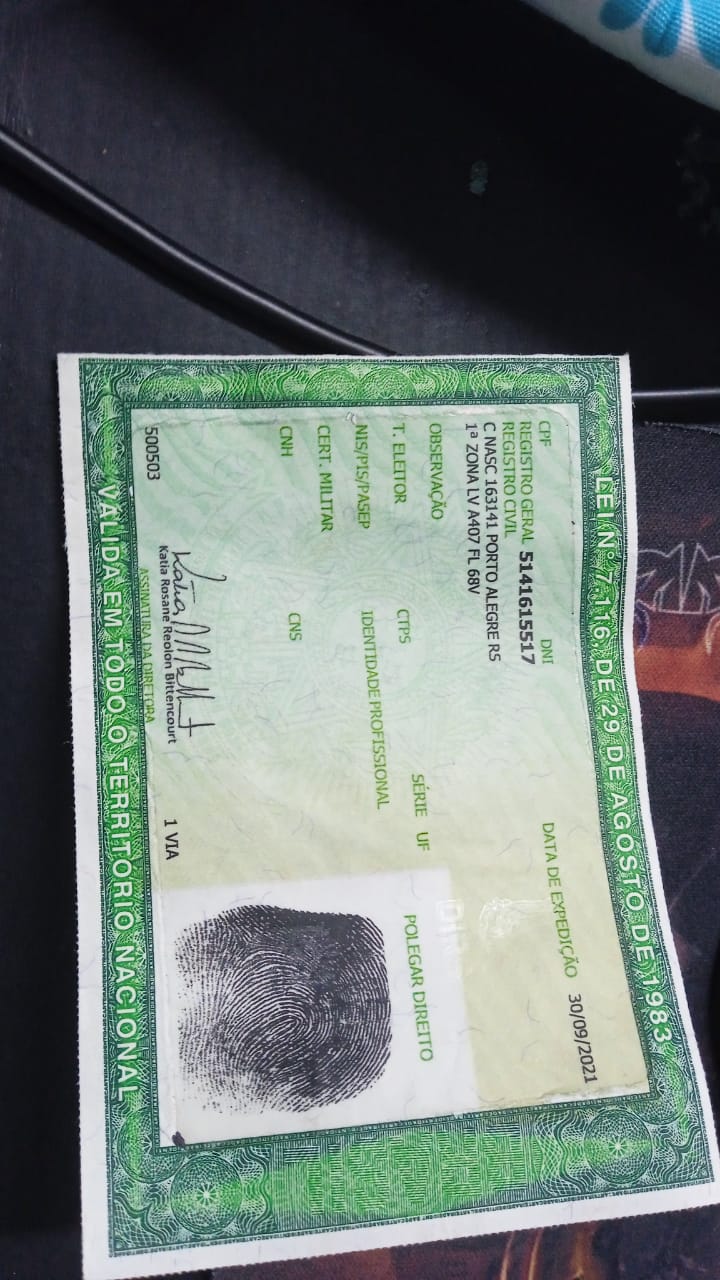 LEI Nº 7.116, DE 29 DE AGOSTO DE 1983
CPF DNI DATA DE EXPEDIÇÃO 30/09/2021
REGISTRO GERAL 5141615517
REGISTRO CIVIL
C NASC 163141 PORTO ALEGRE RS
1ª ZONA LV A407 FL 68V
OBSERVAÇÃO
T. ELEITOR CTPS SÉRIE UF
POLEGAR DIREITO
NIS/PIS/PASEP IDENTIDADE PROFISSIONAL
CERT. MILITAR
CNH CNS
Katia Rosane Reolon Bittencourt
500503 1 VIA
ASSINATURA DA DIRETORA
VALIDA EM TODO O TERRITORIO NACIONAL